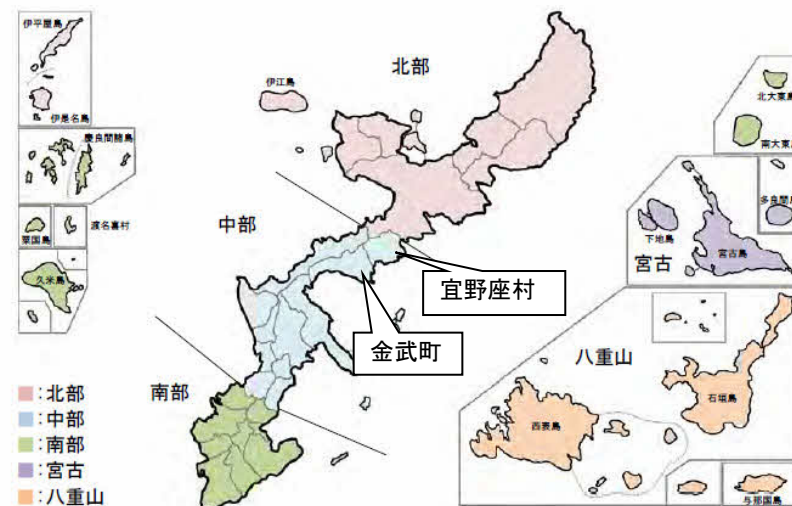 伊平屋島
伊是名島
慶良間諸島
粟国島
渡名喜村
久米島
北部
伊江島
中部
南部
宜野座村
金武町
北大東島
南大東島
多良間島
下地島
宮古島
宮古
八重山
石垣島
西表島
与那国島
:北部
:中部
:南部
:宮古
:八重山